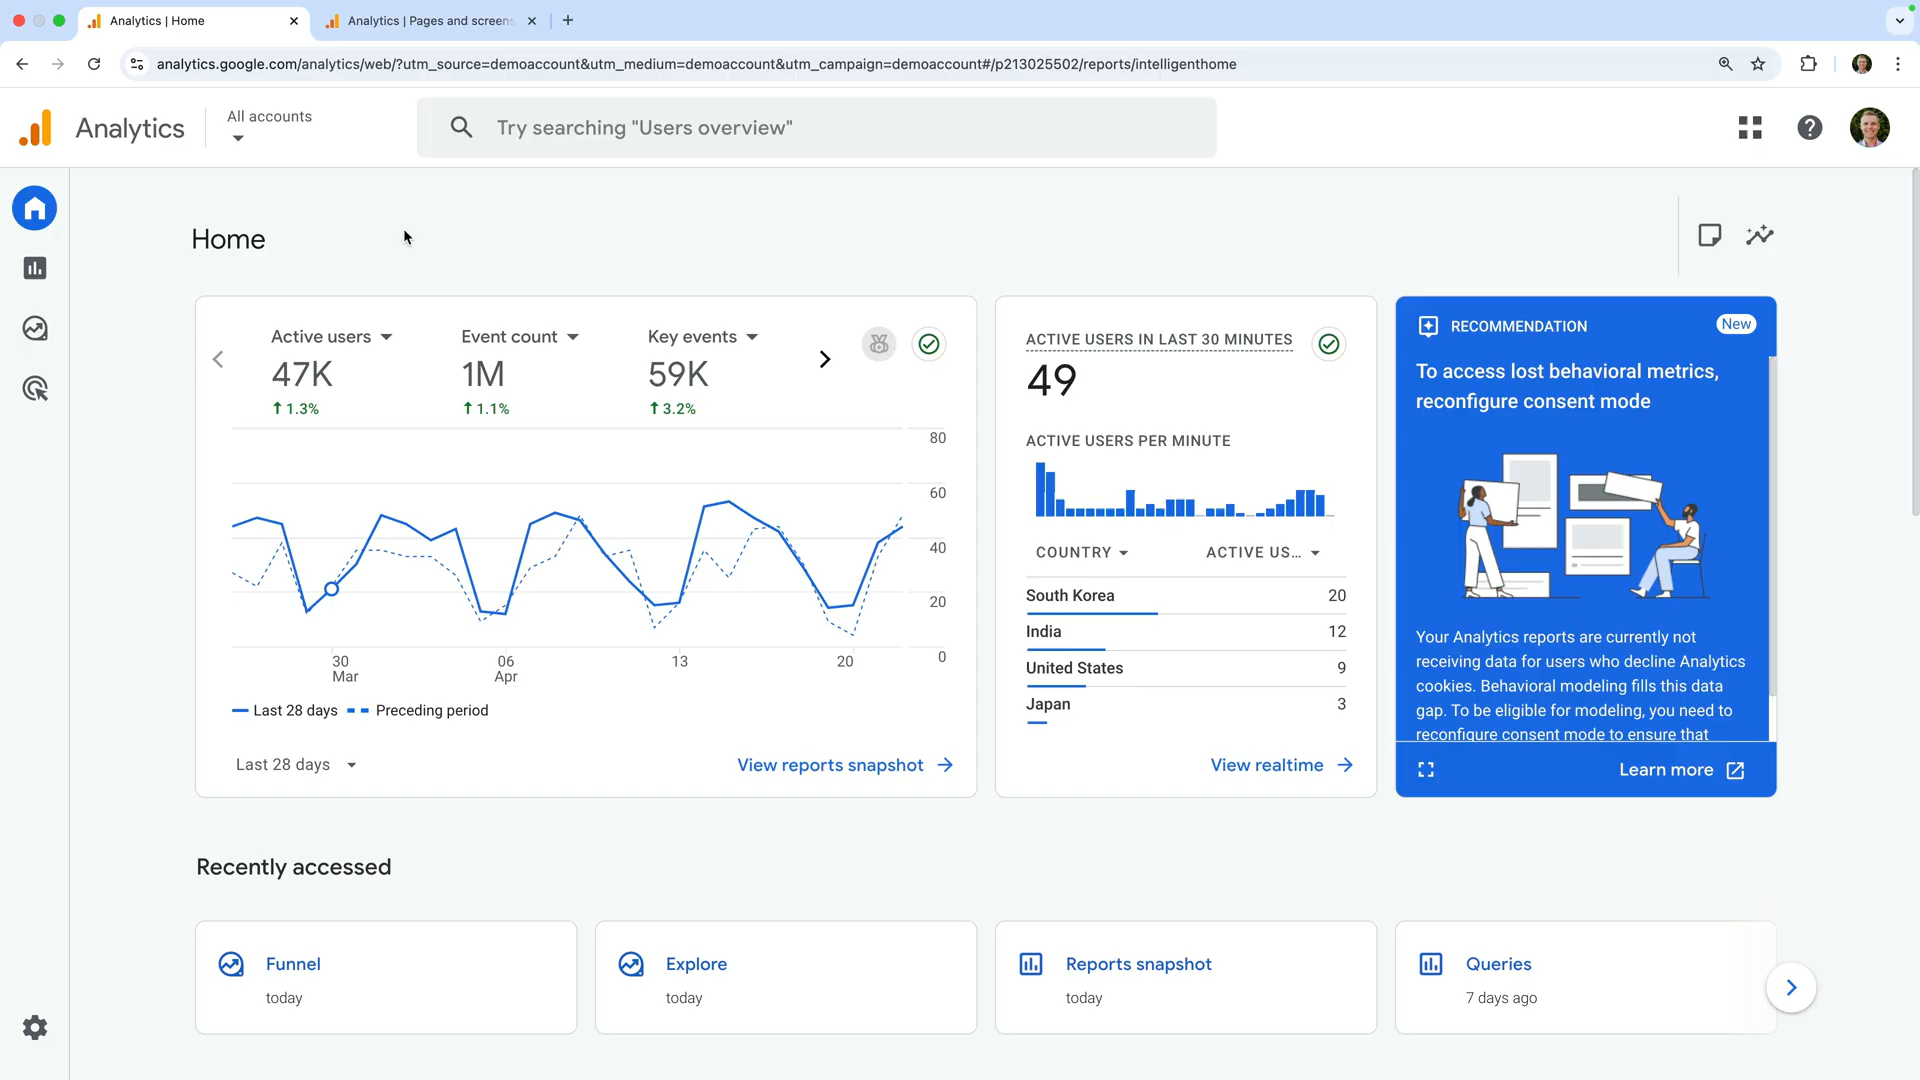 Analytics | Home
Analytics | Pages and screens
analytics.google.com/analytics/web/?utm_source=demoaccount&utm_medium=demoaccount&utm_campaign=demoaccount#/p213025502/reports/intelligenthome
Analytics
All accounts
Try searching "Users overview"
Home
Active users
47K
1.3%
Event count
1M
1.1%
Key events
59K
3.2%
80
60
40
20
0
30
Mar
06
Apr
13
20
Last 28 days
Preceding period
Last 28 days
View reports snapshot
ACTIVE USERS IN LAST 30 MINUTES
49
ACTIVE USERS PER MINUTE
COUNTRY
ACTIVE US...
South Korea 20
India 12
United States 9
Japan 3
View realtime
RECOMMENDATION
New
To access lost behavioral metrics,
reconfigure consent mode
Your Analytics reports are currently not
receiving data for users who decline Analytics
cookies. Behavioral modeling fills this data
gap. To be eligible for modeling, you need to
reconfigure consent mode to ensure that
Learn more
Recently accessed
Funnel
today
Explore
today
Reports snapshot
today
Queries
7 days ago